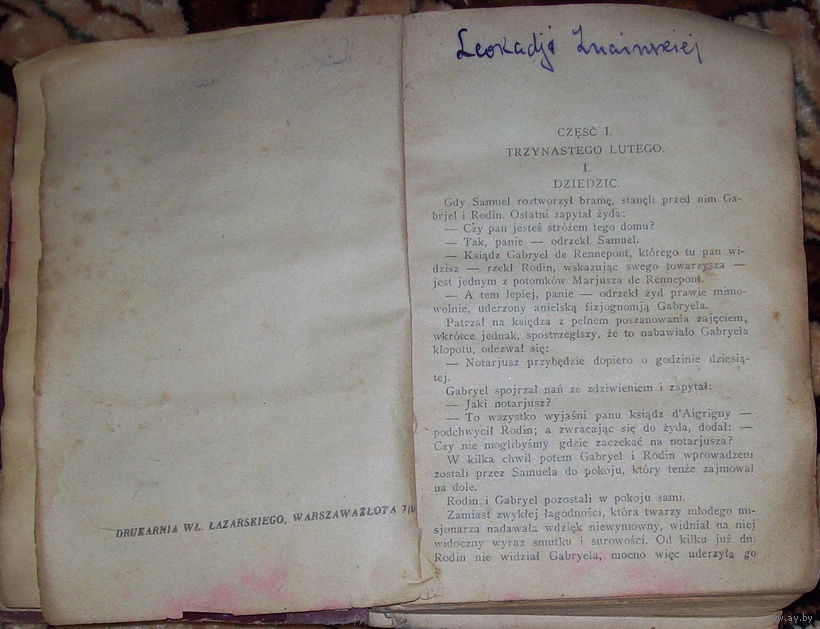 DRUKARNIA WŁ. ŁAZARSKIEGO, WARSZAWA ZŁOTA 7/9
Leokadji Znainskiej
CZĘŚĆ I.
TRZYNASTEGO LUTEGO.
I.
DZIEDZIC.
Gdy Samuel roztworzył bramę, stanęli przed nim Ga-
brjel i Rodin. Ostatni zapytał żyda:
— Czy pan jesteś stróżem tego domu?
— Tak, panie — odrzekł Samuel.
— Ksiądz Gabryel de Rennepont, którego tu pan wi-
dzisz — rzekł Rodin, wskazując swego towarzysza —
jest jednym z potomków Marjusza de Rennepont.
— A tem lepiej, panie — odrzekł żyd prawie mimo-
wolnie, uderzony anielską fizjognomją Gabryela.
Patrzał na księdza z pełnem poszanowania zajęciem,
wkrótce jednak, spostrzegłszy, że to nabawiało Gabryela
kłopotu, odezwał się:
— Notarjusz przybędzie dopiero o godzinie dziesią-
tej.
Gabryel spojrzał nań ze zdziwieniem i zapytał:
— Jaki notarjusz?
— To wszystko wyjaśni panu ksiądz d'Aigrigny —
podchwycił Rodin; a zwracając się do żyda, dodał: —
Czy nie moglibyśmy gdzie zaczekać na notarjusza?
W kilka chwil potem Gabryel i Rodin wprowadzeni
zostali przez Samuela do pokoju, który tenże zajmował
na dole.
Rodin i Gabryel pozostali w pokoju sami.
Zamiast zwykłej łagodności, która twarzy młodego mi-
sjonarza nadawała wdzięk niewymowny, widniał na niej
widoczny wyraz smutku i surowości. Od kilku już dn.
Rodin nie widział Gabryela, mocno więc uderzyła go
www.ay.by